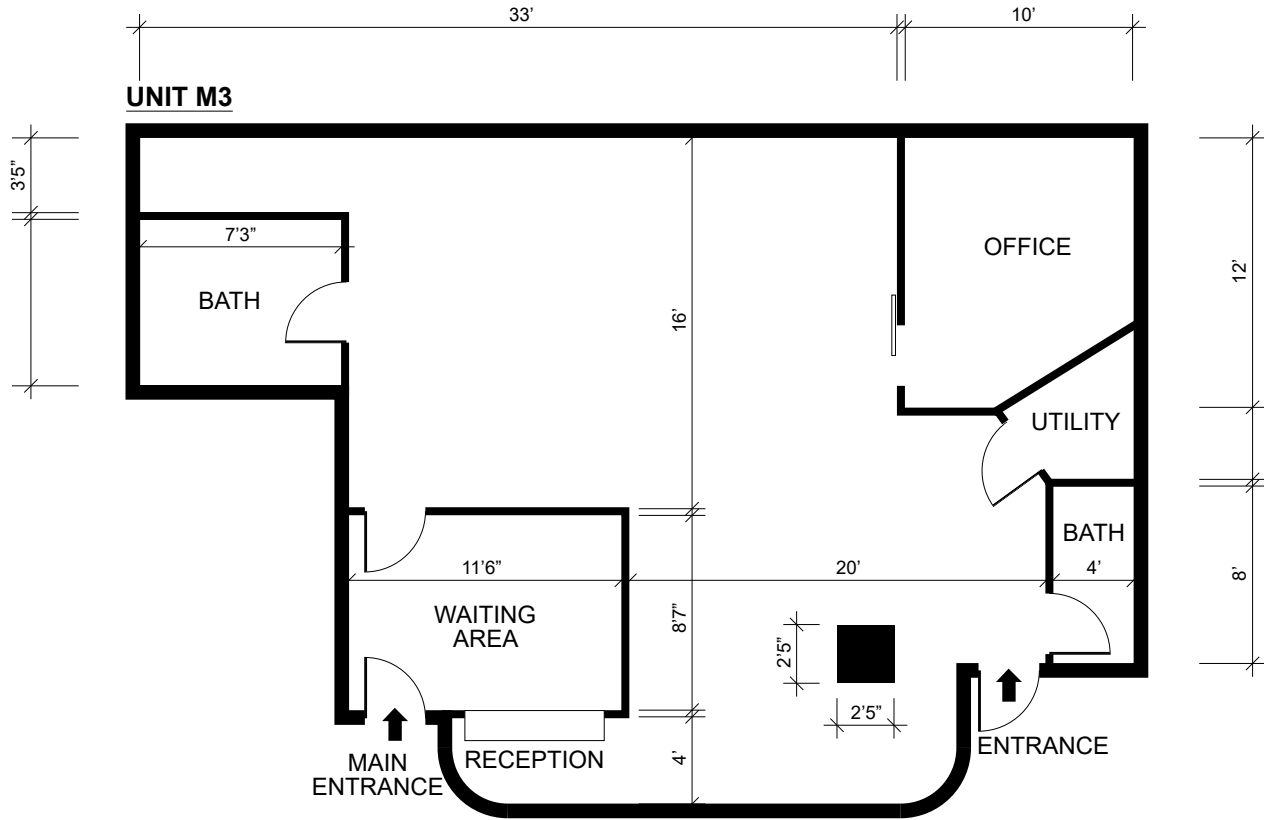 33’
10’
UNIT M3
3’5”
7’3”
BATH
16’
OFFICE
12’
UTILITY
BATH
11’6”
20’
4’
8’
WAITING
AREA
8’7”
2’5”
2’5”
4’
MAIN
ENTRANCE
RECEPTION
ENTRANCE